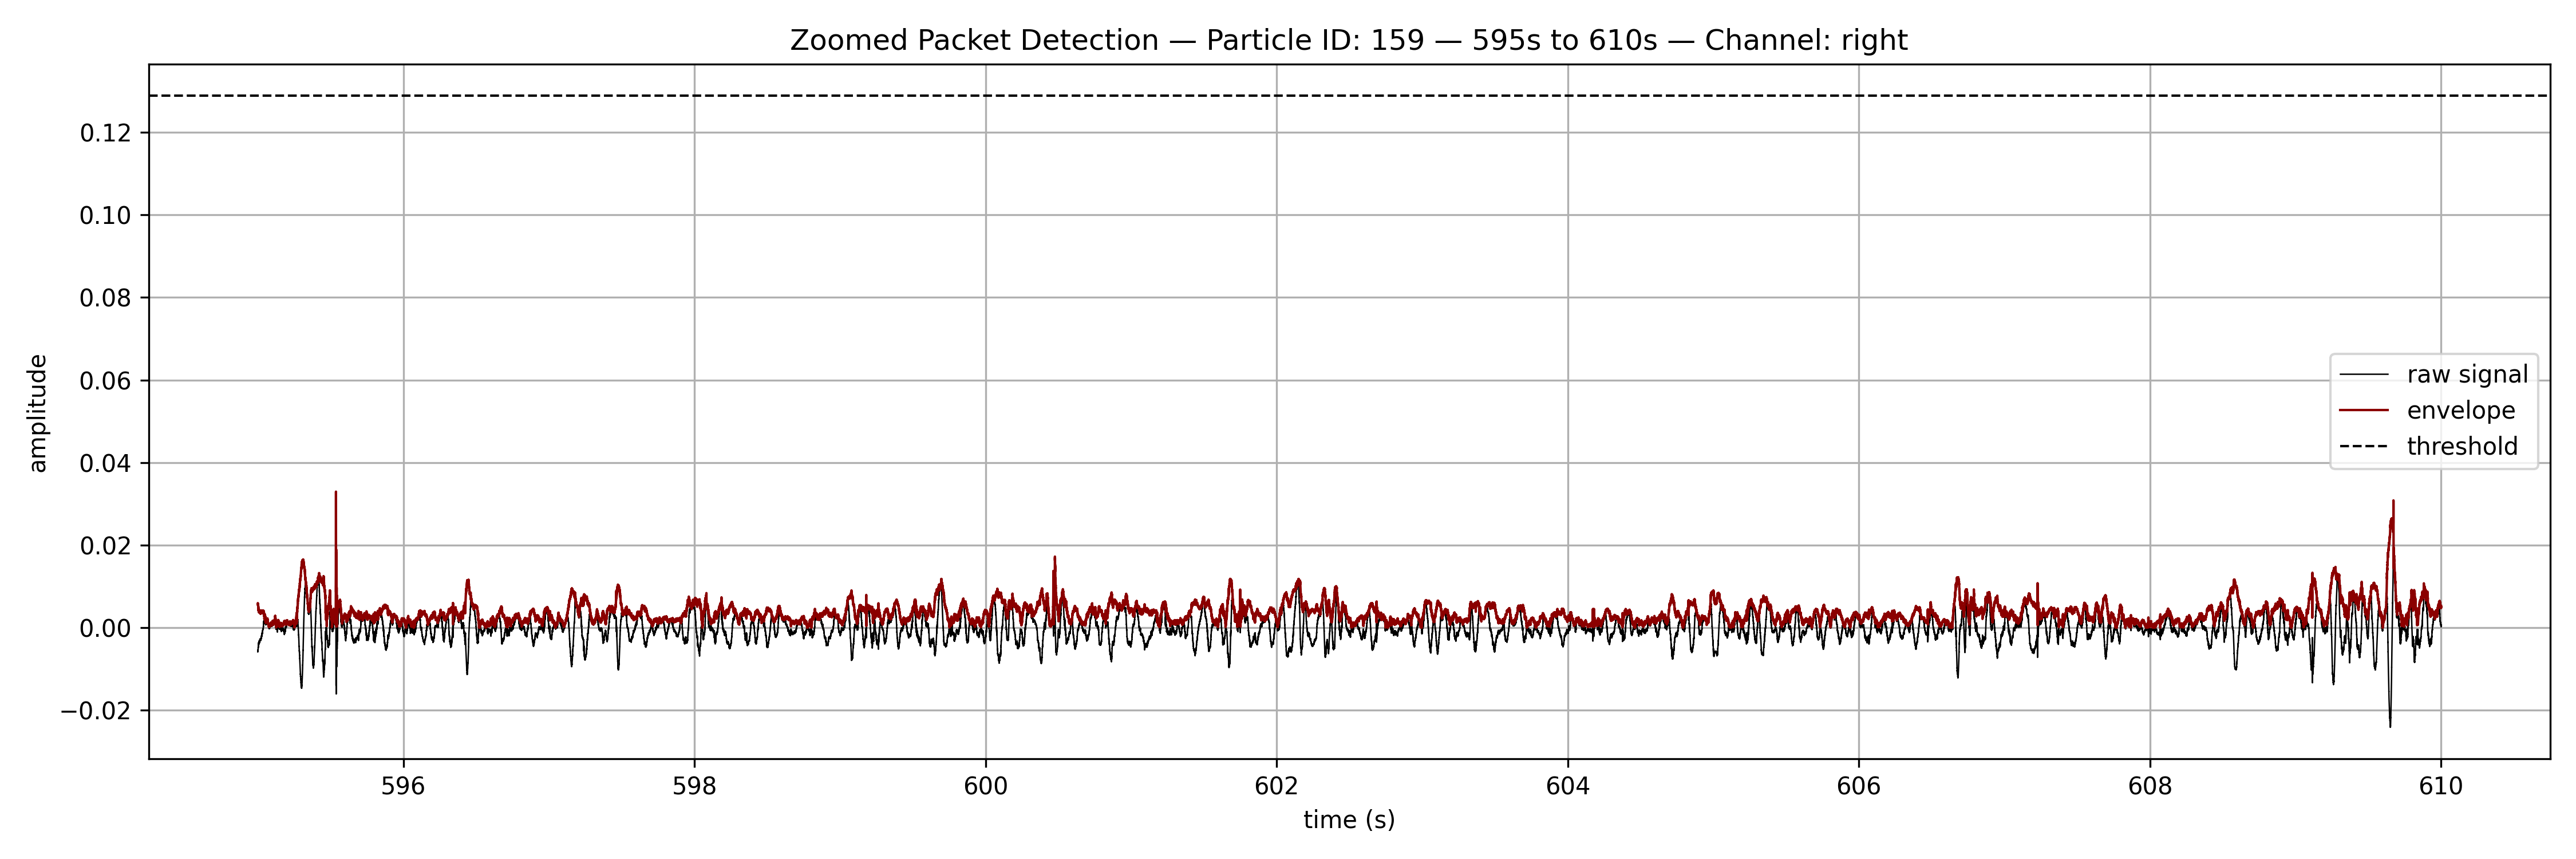 Zoomed Packet Detection — Particle ID: 159 — 595s to 610s — Channel: right
amplitude
0.12
0.10
0.08
0.06
0.04
0.02
0.00
−0.02
raw signal
envelope
threshold
596 598 600 602 604 606 608 610
time (s)